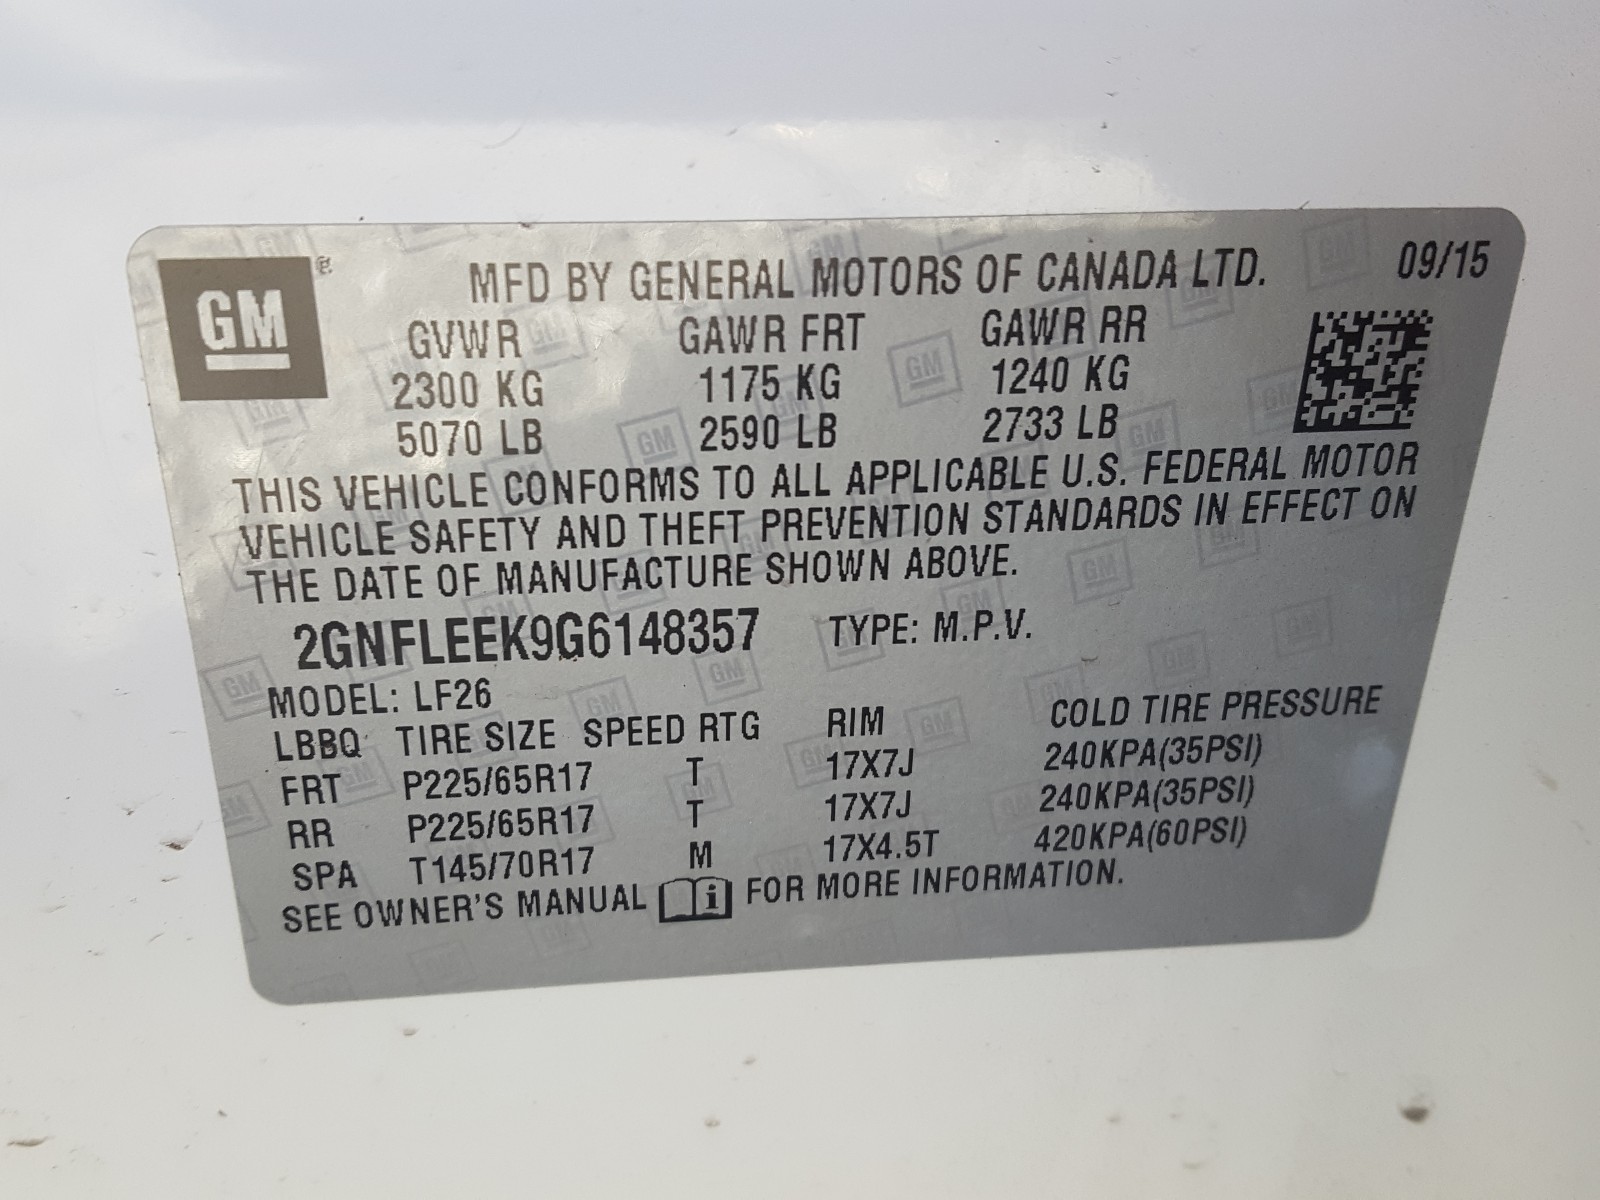 GM ® MFD BY GENERAL MOTORS OF CANADA LTD. 09/15
GVWR GAWR FRT GAWR RR
2300 KG 1175 KG 1240 KG
5070 LB 2590 LB 2733 LB
THIS VEHICLE CONFORMS TO ALL APPLICABLE U.S. FEDERAL MOTOR
VEHICLE SAFETY AND THEFT PREVENTION STANDARDS IN EFFECT ON
THE DATE OF MANUFACTURE SHOWN ABOVE.
2GNFLEEK9G6148357 TYPE: M.P.V.
MODEL: LF26
LBBQ TIRE SIZE SPEED RTG RIM COLD TIRE PRESSURE
FRT P225/65R17 T 17X7J 240KPA(35PSI)
RR P225/65R17 T 17X7J 240KPA(35PSI)
SPA T145/70R17 M 17X4.5T 420KPA(60PSI)
SEE OWNER'S MANUAL i FOR MORE INFORMATION.